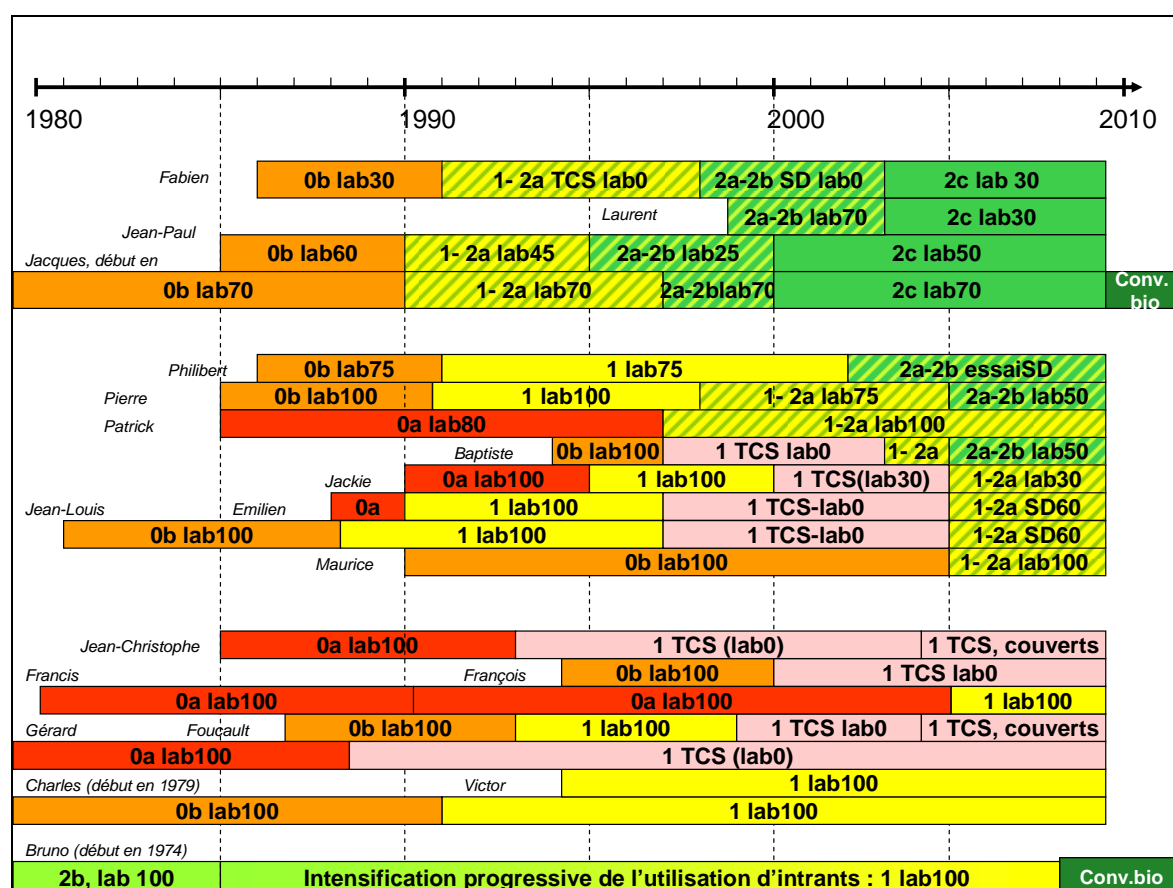 1980 1990 2000 2010
Fabien 0b lab30 1- 2a TCS lab0 2a-2b SD lab0 2c lab 30
Laurent 2a-2b lab70 2c lab30
Jean-Paul 0b lab60 1- 2a lab45 2a-2b lab25 2c lab50
Jacques, début en 0b lab70 1- 2a lab70 2a-2blab70 2c lab70 Conv. bio
Philibert 0b lab75 1 lab75 2a-2b essaiSD
Pierre 0b lab100 1 lab100 1- 2a lab75 2a-2b lab50
Patrick 0a lab80 1-2a lab100
Baptiste 0b lab100 1 TCS lab0 1- 2a 2a-2b lab50
Jackie 0a lab100 1 lab100 1 TCS(lab30) 1-2a lab30
Emilien 0a 1 lab100 1 TCS-lab0 1-2a SD60
Jean-Louis 0b lab100 1 lab100 1 TCS-lab0 1-2a SD60
Maurice 0b lab100 1- 2a lab100
Jean-Christophe 0a lab100 1 TCS (lab0) 1 TCS, couverts
François 0b lab100 1 TCS lab0
Francis 0a lab100 0a lab100 1 lab100
Foucault 0b lab100 1 lab100 1 TCS lab0 1 TCS, couverts
Gérard 0a lab100 1 TCS (lab0)
Victor 1 lab100
Charles (début en 1979) 0b lab100 1 lab100
Bruno (début en 1974)
2b, lab 100 Intensification progressive de l'utilisation d'intrants : 1 lab100 Conv.bio